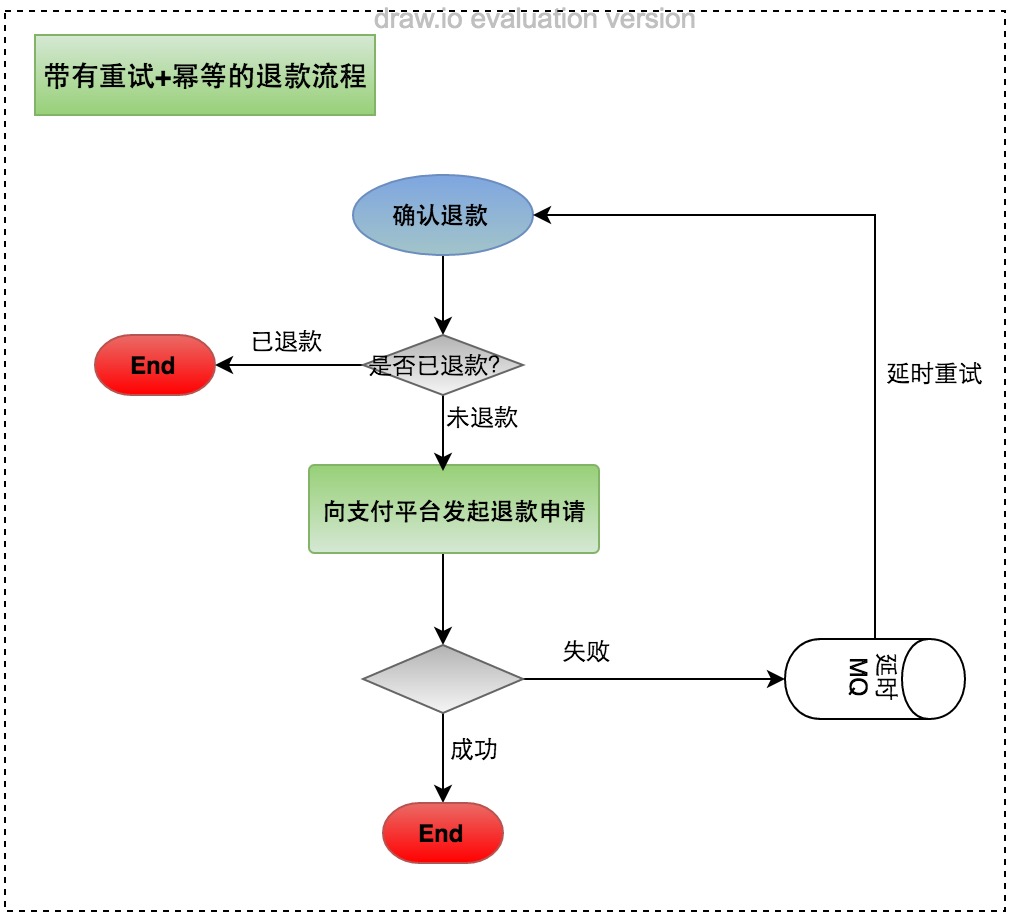 draw.io evaluation version
带有重试+幂等的退款流程
确认退款
已退款
End
是否已退款?
延时重试
未退款
向支付平台发起退款申请
失败
延时
MQ
成功
End